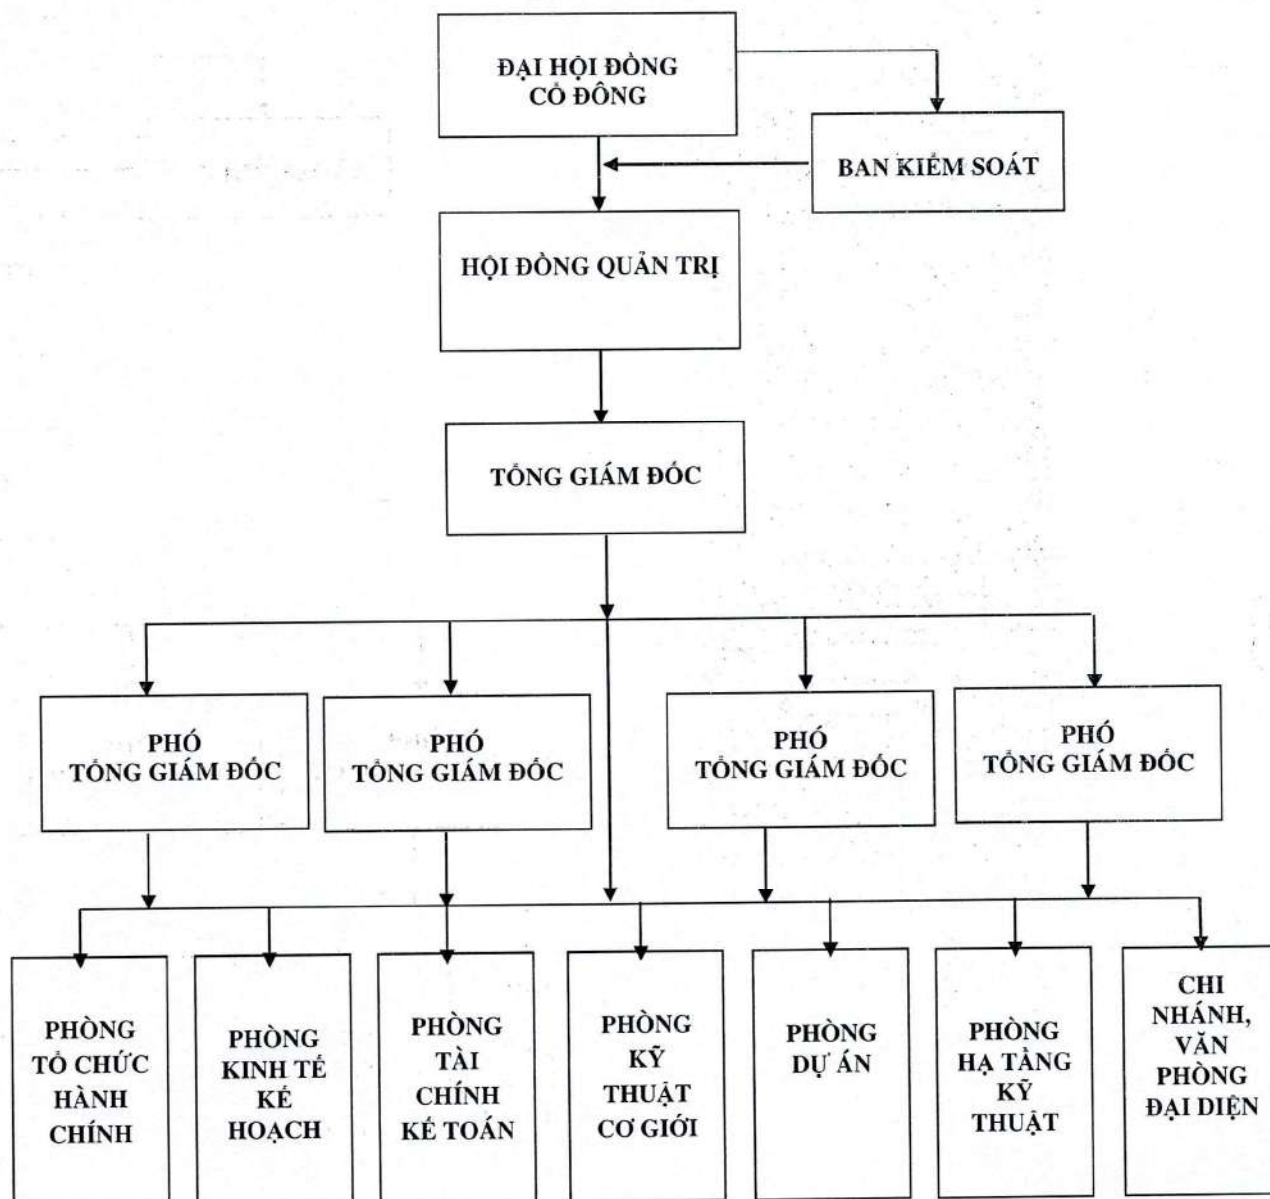 ĐẠI HỘI ĐỒNG
CỔ ĐÔNG
BAN KIỂM SOÁT
HỘI ĐỒNG QUẢN TRỊ
TỔNG GIÁM ĐỐC
PHÓ
TỔNG GIÁM ĐỐC
PHÓ
TỔNG GIÁM ĐỐC
PHÓ
TỔNG GIÁM ĐỐC
PHÓ
TỔNG GIÁM ĐỐC
PHÒNG
TỔ CHỨC
HÀNH
CHÍNH
PHÒNG
KINH TẾ
KẾ
HOẠCH
PHÒNG
TÀI
CHÍNH
KẾ TOÁN
PHÒNG
KỸ
THUẬT
CƠ GIỚI
PHÒNG
DỰ ÁN
PHÒNG
HẠ TẦNG
KỸ
THUẬT
CHI
NHÁNH,
VĂN
PHÒNG
ĐẠI DIỆN